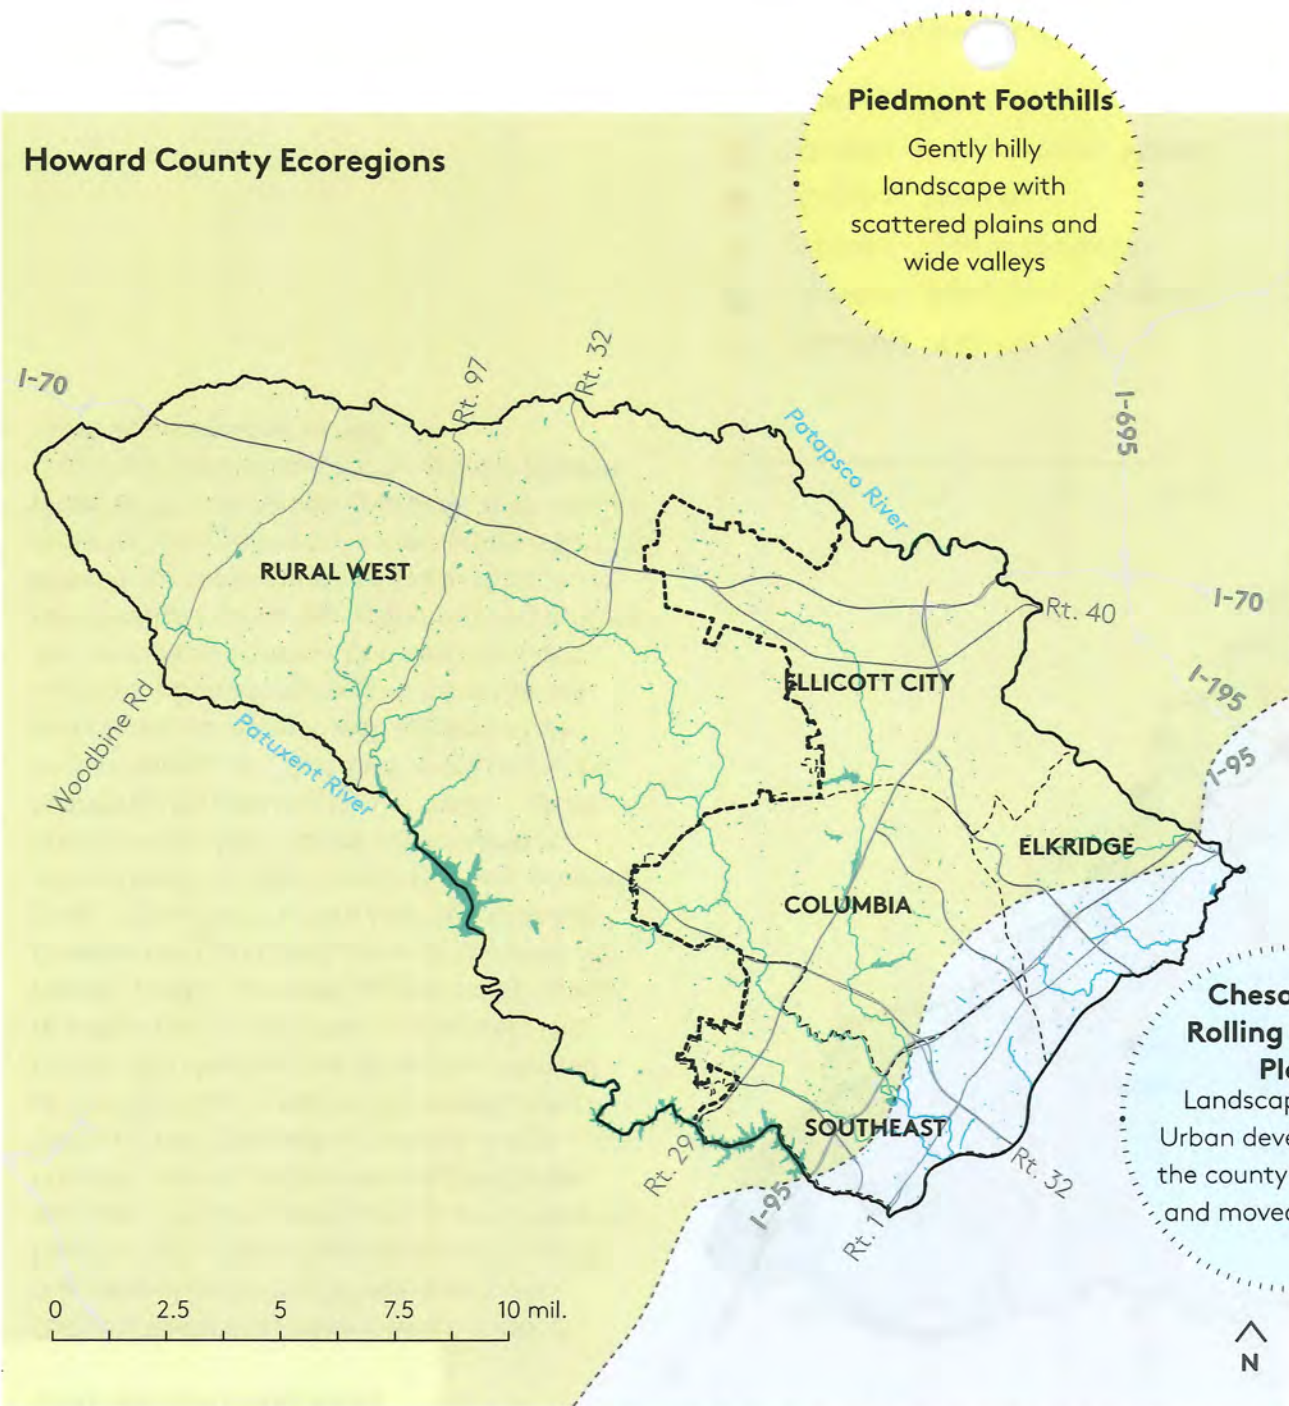 Piedmont Foothills
Gently hilly
landscape with
scattered plains and
wide valleys
Howard County Ecoregions
I-70
Rt. 97
Rt. 32
Patapsco River
I-695
RURAL WEST
I-70
Rt. 40
I-195
ELLICOTT CITY
Woodbine Rd
Patuxent River
I-95
ELKRIDGE
COLUMBIA
Rolling
SOUTHEAST
Urban
the county
and
Rt. 29
I-95
Rt. 1
Rt. 32
0 2.5 5 7.5 10 mil.
N